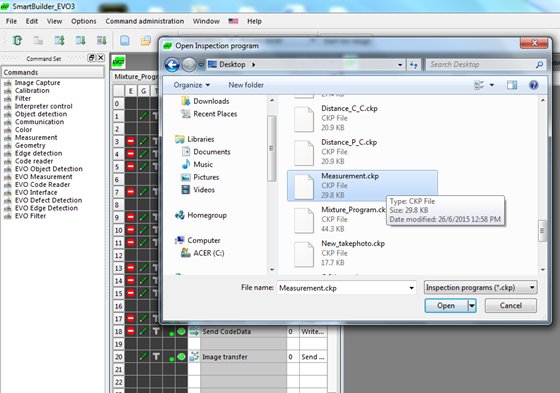 SmartBuilder_EVO3
File View Options Command administration Window Help
Command Set
Commands
Image Capture
Calibration
Filter
Interpreter control
Object detection
Communication
Color
Measurement
Geometry
Edge detection
Code reader
EVO Object detection
EVO Measurement
EVO Code Reader
EVO Interface
EVO Defect Detection
EVO Edge Detection
EVO Filter
Mixture_Prog
E G T
0
1
2
3
4
5
6
7
8
9
10
11
12
13
14
15
16
17
18 Send CodeData 0 Write...
19
20 Image transfer 0 Send ...
21
22
Open Inspection program
Desktop
Search Desktop
Organize New folder
Downloads
Recent Places
Libraries
Documents
Music
Pictures
Videos
Homegroup
Computer
ACER (C:)
Distance_C_C.ckp
CKP File
20.9 KB
Distance_P_C.ckp
CKP File
20.9 KB
Measurement.ckp
CKP File
29.8 KB
Mixture_Program.ck
CKP File
44.3 KB
New_takephoto.ckp
CKP File
17.7 KB
Type: CKP File
Size: 29.8 KB
Date modified: 26/6/2015 12:58 PM
File name: Measurement.ckp Inspection programs (*.ckp)
Open Cancel